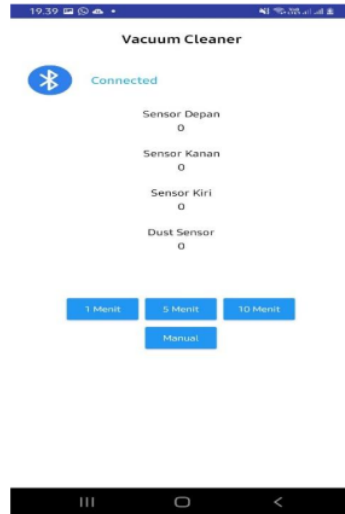 19.39
Vacuum Cleaner
Connected
Sensor Depan
0
Sensor Kanan
0
Sensor Kiri
0
Dust Sensor
0
1 Menit 5 Menit 10 Menit
Manual